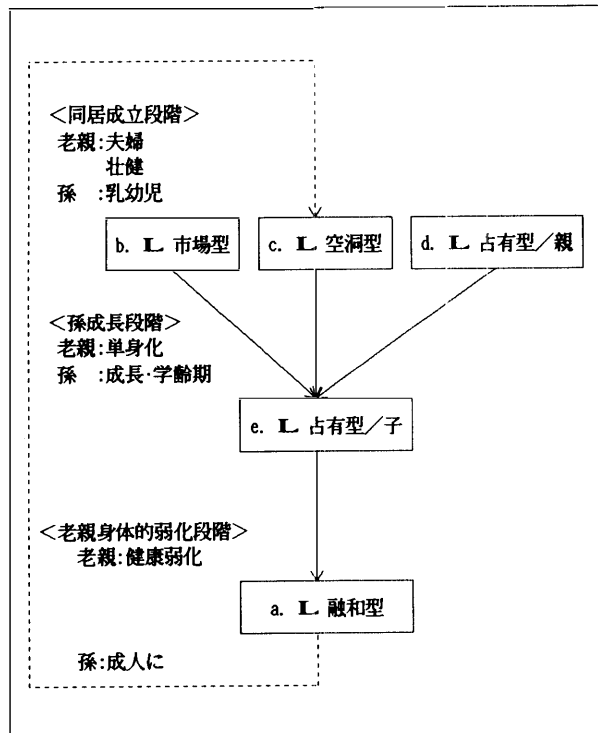 ＜同居成立段階＞
老親：夫婦
壮健
孫　：乳幼児
b. L 市場型
c. L 空洞型
d. L 占有型／親
＜孫成長段階＞
老親：単身化
孫　：成長・学齢期
e. L 占有型／子
＜老親身体的弱化段階＞
老親：健康弱化
a. L 融和型
孫：成人に